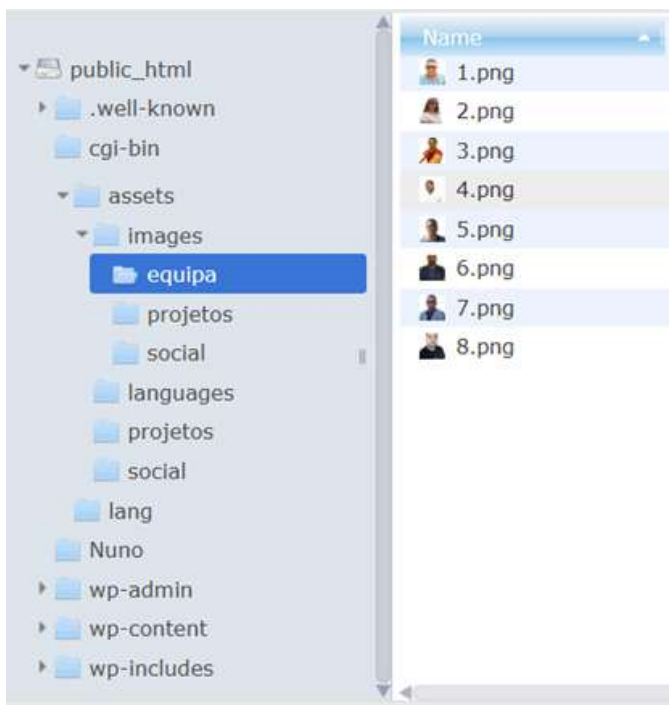 public_html
.well-known
cgi-bin
assets
images
equipa
projetos
social
languages
projetos
social
lang
Nuno
wp-admin
wp-content
wp-includes
Name
1.png
2.png
3.png
4.png
5.png
6.png
7.png
8.png